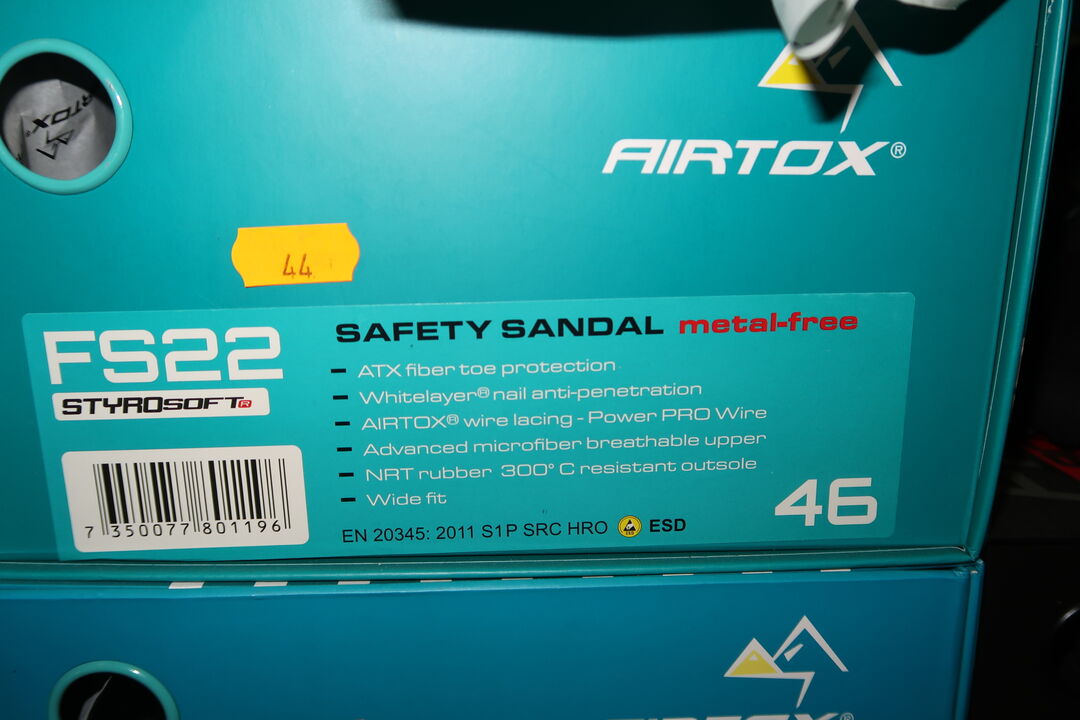 AIRTOX
AIRTOX®
44
FS22
STYROSOFT R
SAFETY SANDAL metal-free
- ATX fiber toe protection
- Whitelayer® nail anti-penetration
- AIRTOX® wire lacing - Power PRO Wire
- Advanced microfiber breathable upper
- NRT rubber 300° C resistant outsole
- Wide fit
EN 20345: 2011 S1P SRC HRO ESD
46
7 350077 801196
AIRTOX®